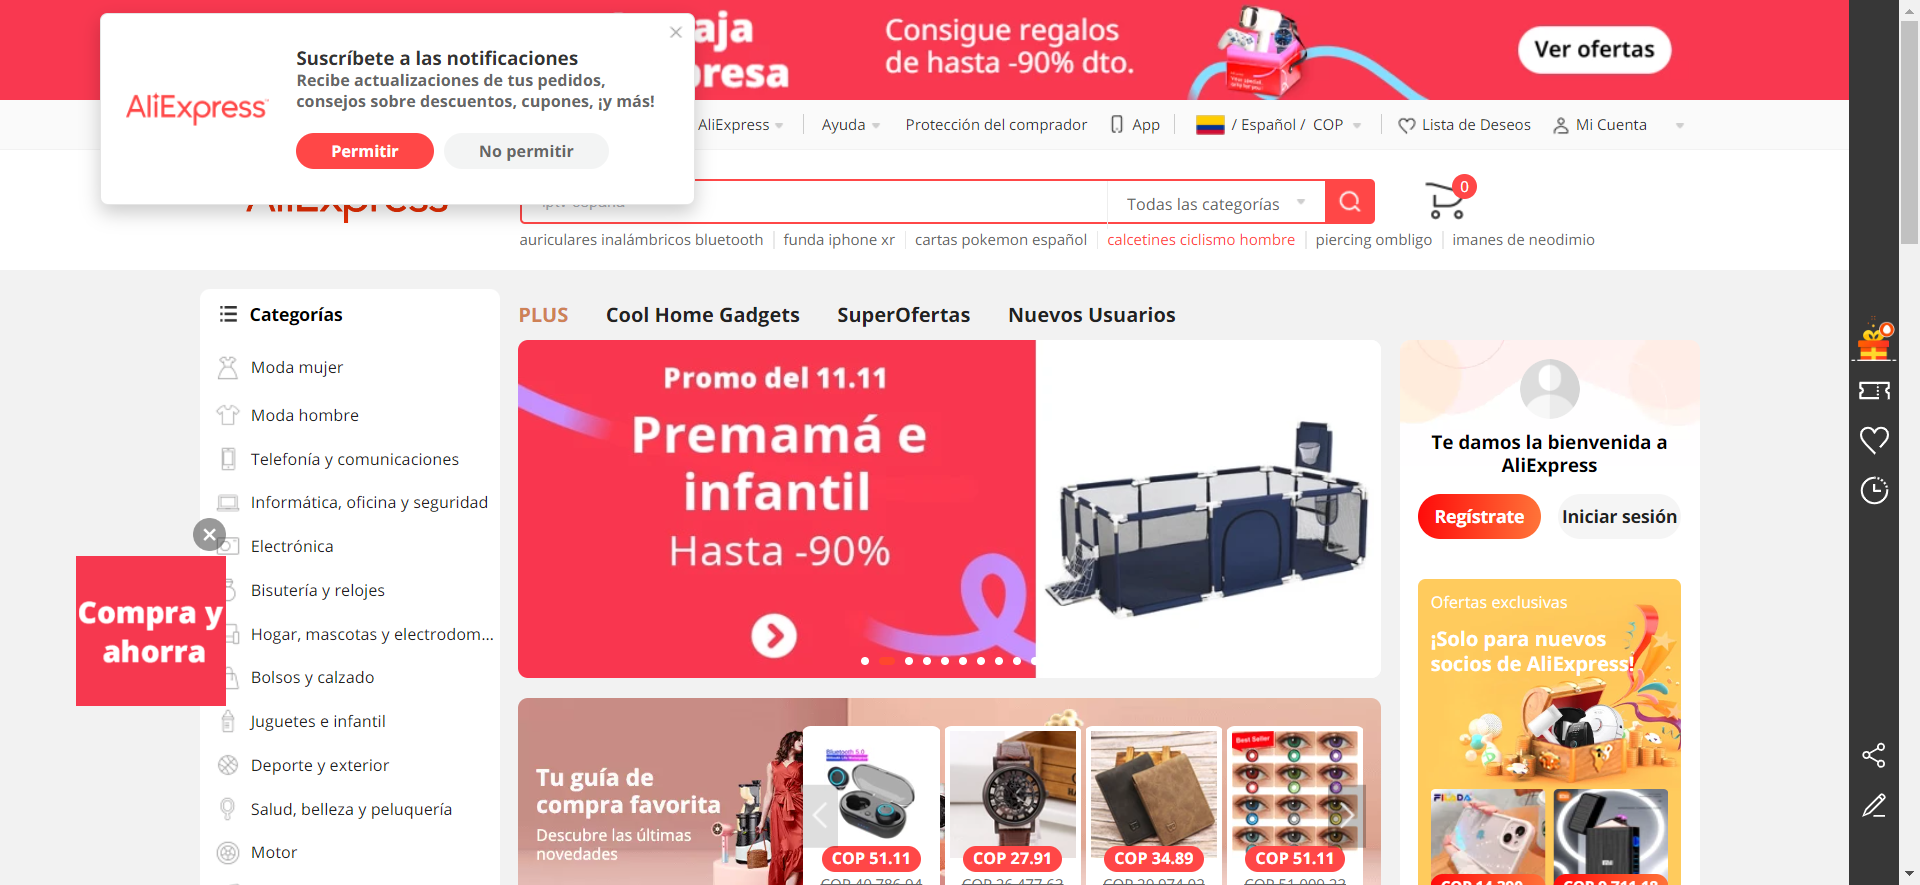 aja
presa
Consigue regalos
de hasta -90% dto.
Ver ofertas
Suscríbete a las notificaciones
Recibe actualizaciones de tus pedidos,
consejos sobre descuentos, cupones, ¡y más!
AliExpress
Permitir
No permitir
AliExpress
Ayuda
Protección del comprador
App
/ Español / COP
Lista de Deseos
Mi Cuenta
AliExpress
iptv españa
Todas las categorías
0
auriculares inalámbricos bluetooth
funda iphone xr
cartas pokemon español
calcetines ciclismo hombre
piercing ombligo
imanes de neodimio
Categorías
Moda mujer
Moda hombre
Telefonía y comunicaciones
Informática, oficina y seguridad
Electrónica
Bisutería y relojes
Hogar, mascotas y electrodom...
Bolsos y calzado
Juguetes e infantil
Deporte y exterior
Salud, belleza y peluquería
Motor
Compra y
ahorra
PLUS
Cool Home Gadgets
SuperOfertas
Nuevos Usuarios
Promo del 11.11
Premamá e
infantil
Hasta -90%
Te damos la bienvenida a
AliExpress
Regístrate
Iniciar sesión
Ofertas exclusivas
¡Solo para nuevos
socios de AliExpress!
Tu guía de
compra favorita
Descubre las últimas
novedades
Bluetooth 5.0
Best Seller
COP 51.11
COP 27.91
COP 34.89
COP 51.11